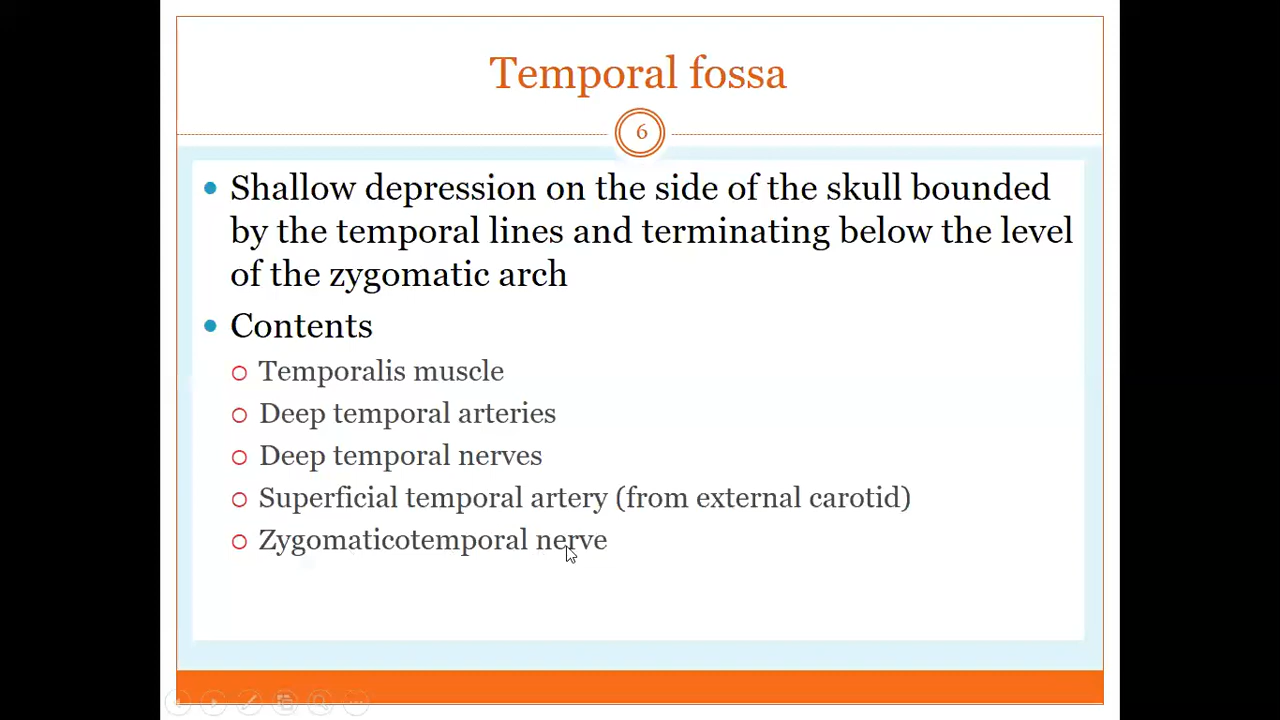 Temporal fossa
6
Shallow depression on the side of the skull bounded
by the temporal lines and terminating below the level
of the zygomatic arch
Contents
Temporalis muscle
Deep temporal arteries
Deep temporal nerves
Superficial temporal artery (from external carotid)
Zygomaticotemporal nerve